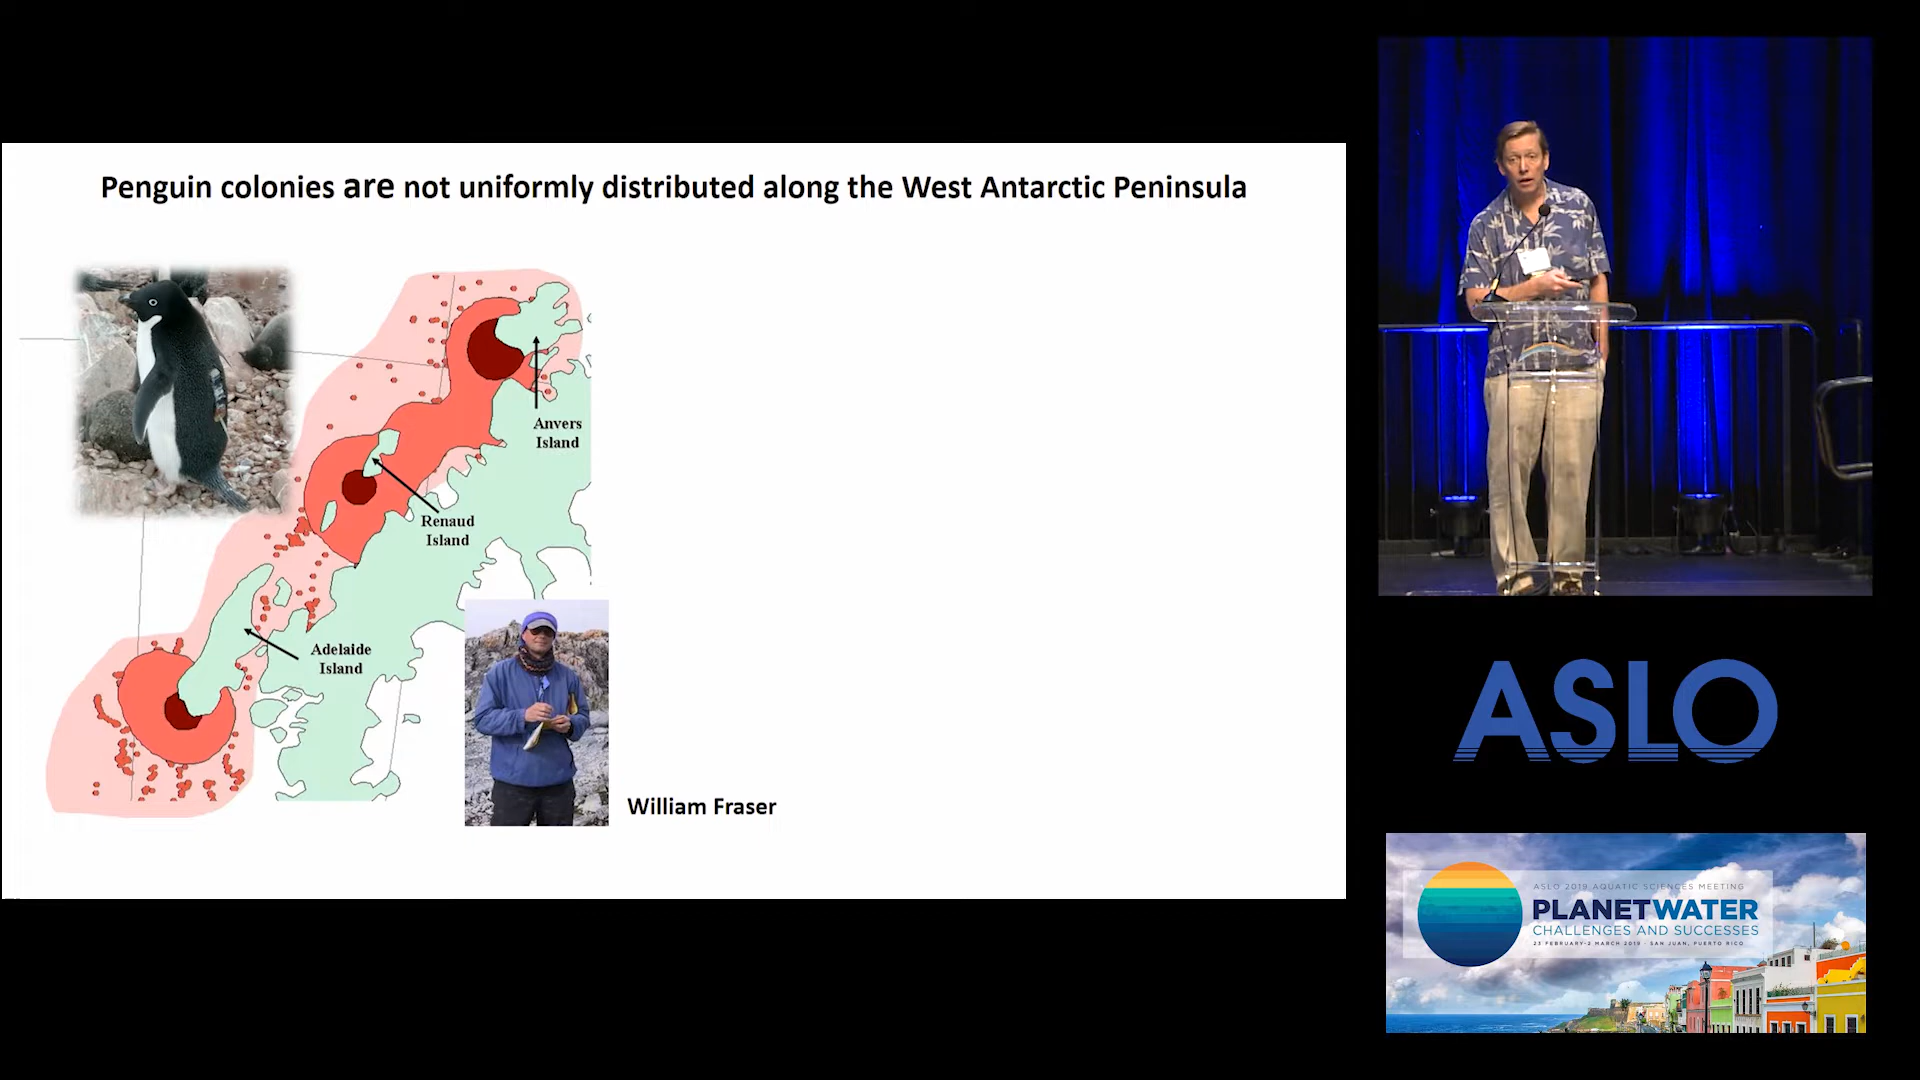 Penguin colonies are not uniformly distributed along the West Antarctic Peninsula
Anvers
Island
Renaud
Island
Adelaide
Island
William Fraser
ASLO
ASLO 2019 AQUATIC SCIENCES MEETING
PLANETWATER
CHALLENGES AND SUCCESSES
23 FEBRUARY-2 MARCH 2019 · SAN JUAN, PUERTO RICO